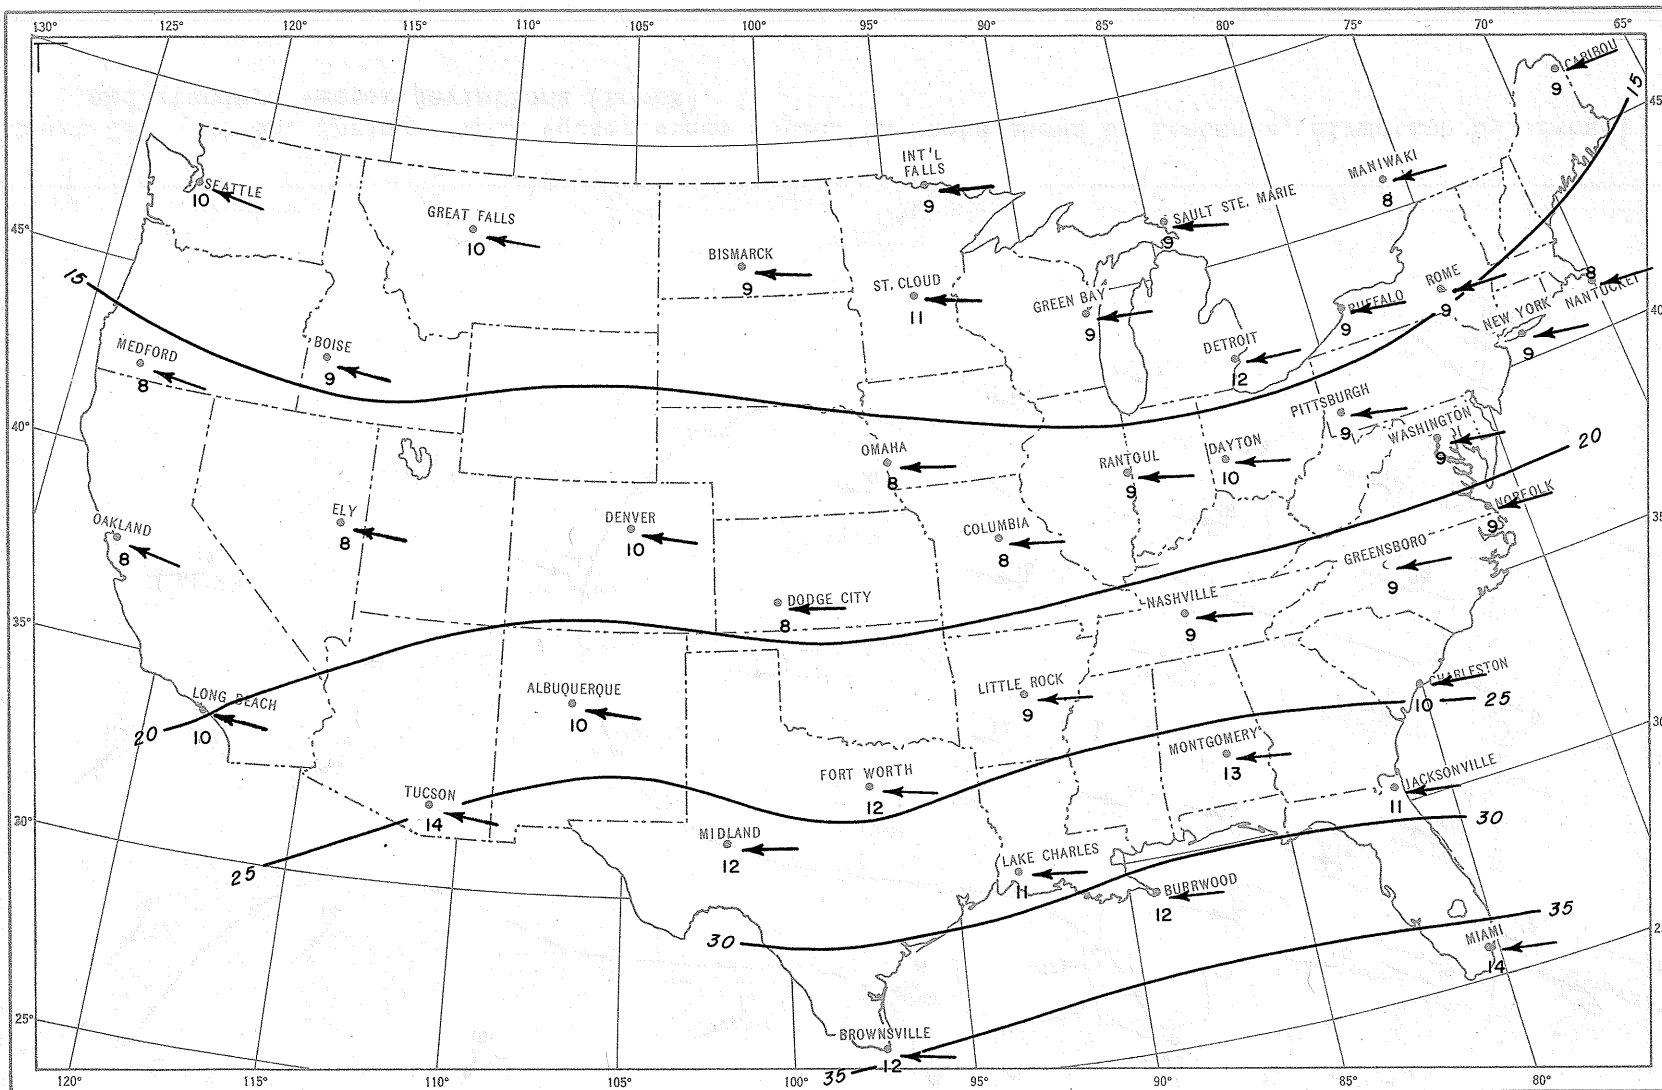 130° 125° 120° 115° 110° 105° 100° 95° 90° 85° 80° 75° 70° 65°
CARIBOU
9
15
INT'L
FALLS
9
MANIWAKI
8
SEATTLE
10
GREAT FALLS
10
SAULT STE. MARIE
9
45°
45
BISMARCK
9
ST. CLOUD
11
GREEN BAY
9
ROME
9
BUFFALO
9
8
NANTUCKET
15
NEW YORK
9
40
MEDFORD
8
BOISE
9
DETROIT
12
PITTSBURGH
9
WASHINGTON
9
20
40°
OMAHA
8
RANTOUL
9
DAYTON
10
NORFOLK
9
OAKLAND
8
ELY
8
DENVER
10
COLUMBIA
8
GREENSBORO
9
35
DODGE CITY
8
NASHVILLE
9
35°
LONG BEACH
10
20
ALBUQUERQUE
10
LITTLE ROCK
9
CHARLESTON
10
25
30
MONTGOMERY
13
TUCSON
14
FORT WORTH
12
JACKSONVILLE
11
30
30°
MIDLAND
12
LAKE CHARLES
11
BURRWOOD
12
25
35
30
MIAMI
14
2
25°
BROWNSVILLE
12
35
120° 115° 110° 105° 100° 95° 90° 85° 80°